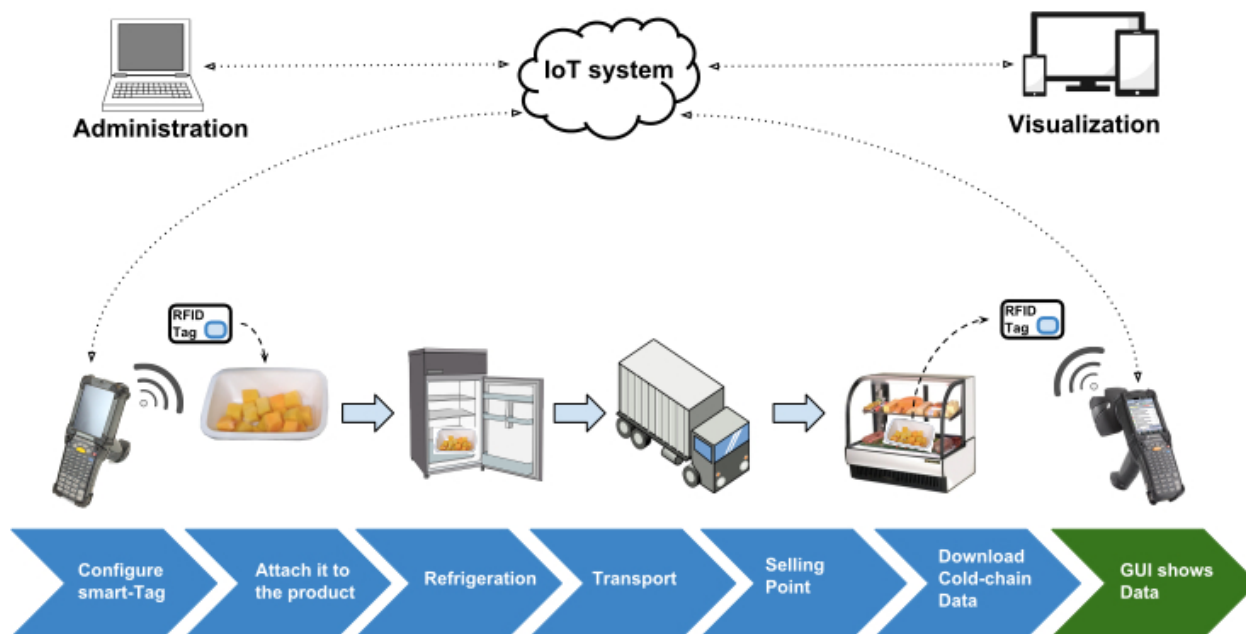 IoT system
Administration
Visualization
RFID
Tag
RFID
Tag
Configure
smart-Tag
Attach it to
the product
Refrigeration
Transport
Selling
Point
Download
Cold-chain
Data
GUI shows
Data